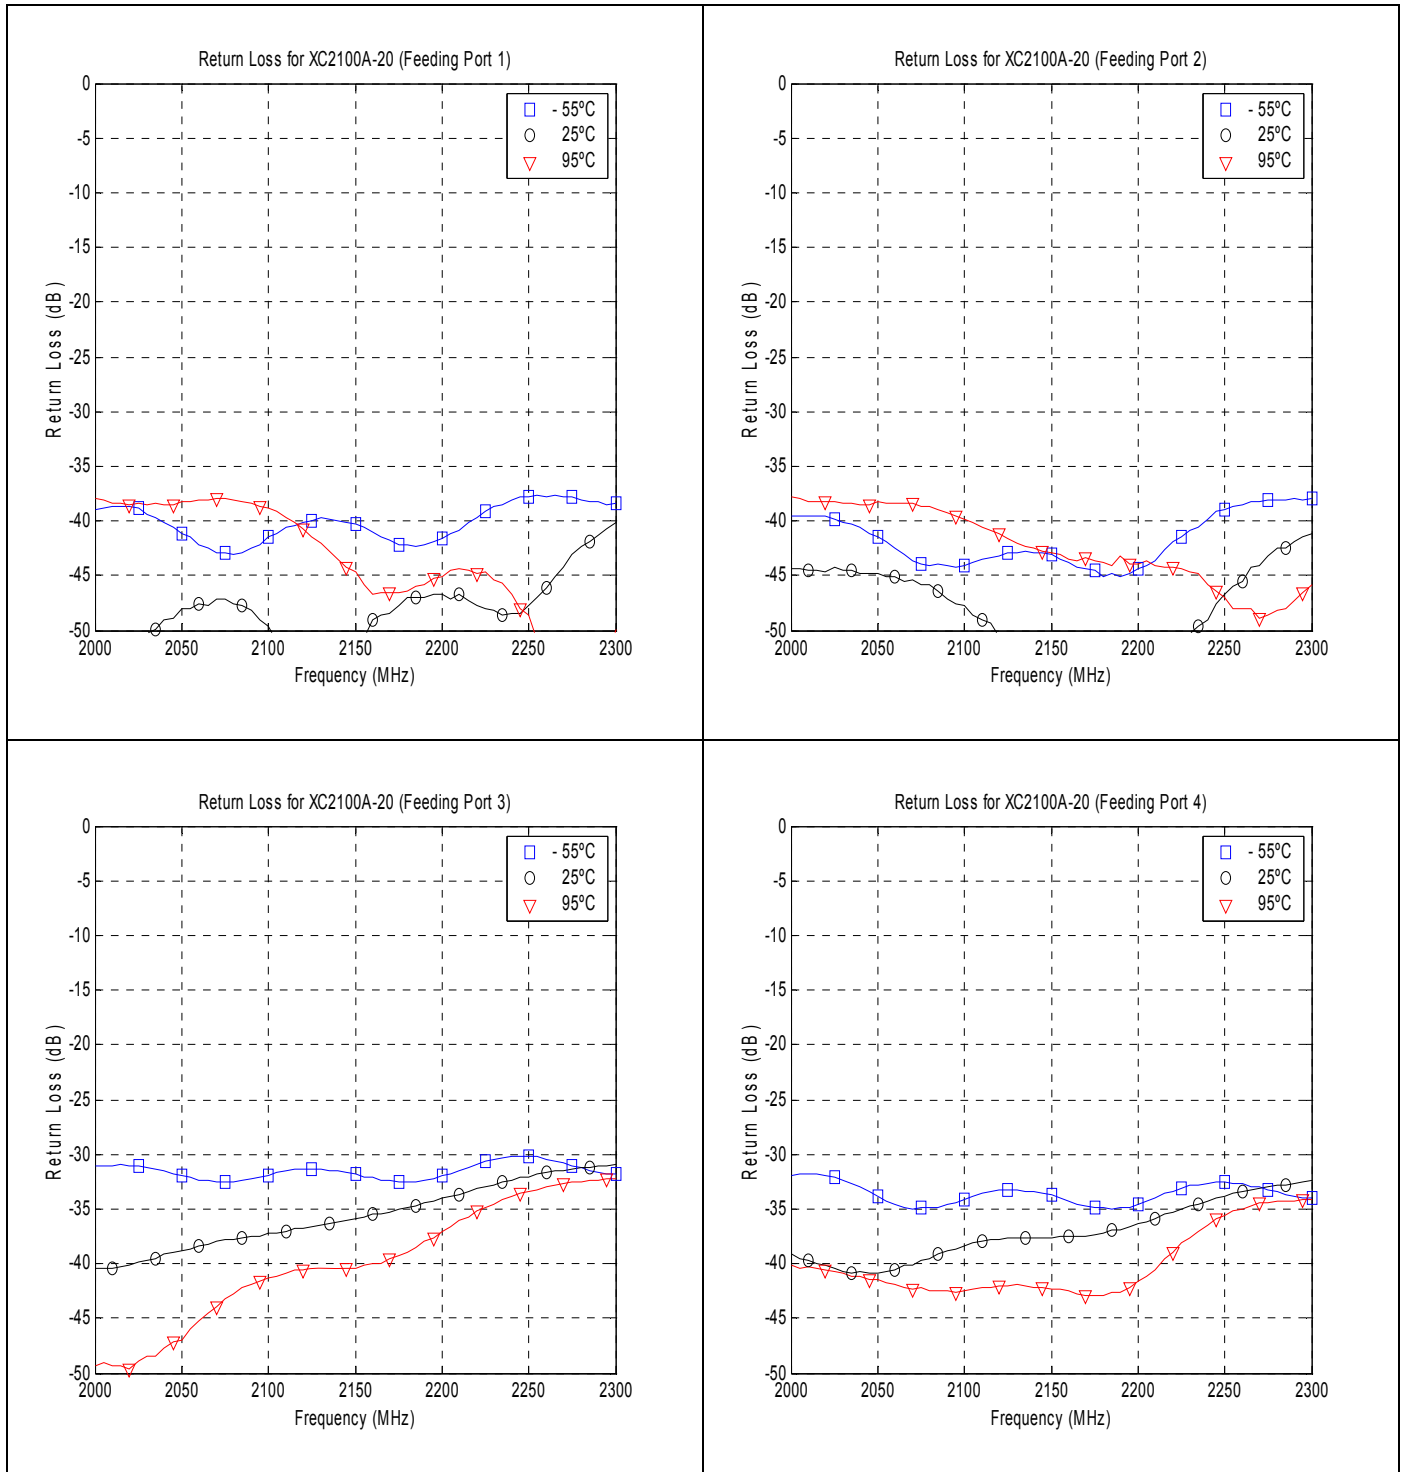 Return Loss for XC2100A-20 (Feeding Port 1)
0
-5
-10
-15
-20
-25
-30
-35
-40
-45
-50
Return Loss (dB)
- 55ºC
25ºC
95ºC
2000 2050 2100 2150 2200 2250 2300
Frequency (MHz)
Return Loss for XC2100A-20 (Feeding Port 2)
0
-5
-10
-15
-20
-25
-30
-35
-40
-45
-50
Return Loss (dB)
- 55ºC
25ºC
95ºC
2000 2050 2100 2150 2200 2250 2300
Frequency (MHz)
Return Loss for XC2100A-20 (Feeding Port 3)
0
-5
-10
-15
-20
-25
-30
-35
-40
-45
-50
Return Loss (dB)
- 55ºC
25ºC
95ºC
2000 2050 2100 2150 2200 2250 2300
Frequency (MHz)
Return Loss for XC2100A-20 (Feeding Port 4)
0
-5
-10
-15
-20
-25
-30
-35
-40
-45
-50
Return Loss (dB)
- 55ºC
25ºC
95ºC
2000 2050 2100 2150 2200 2250 2300
Frequency (MHz)